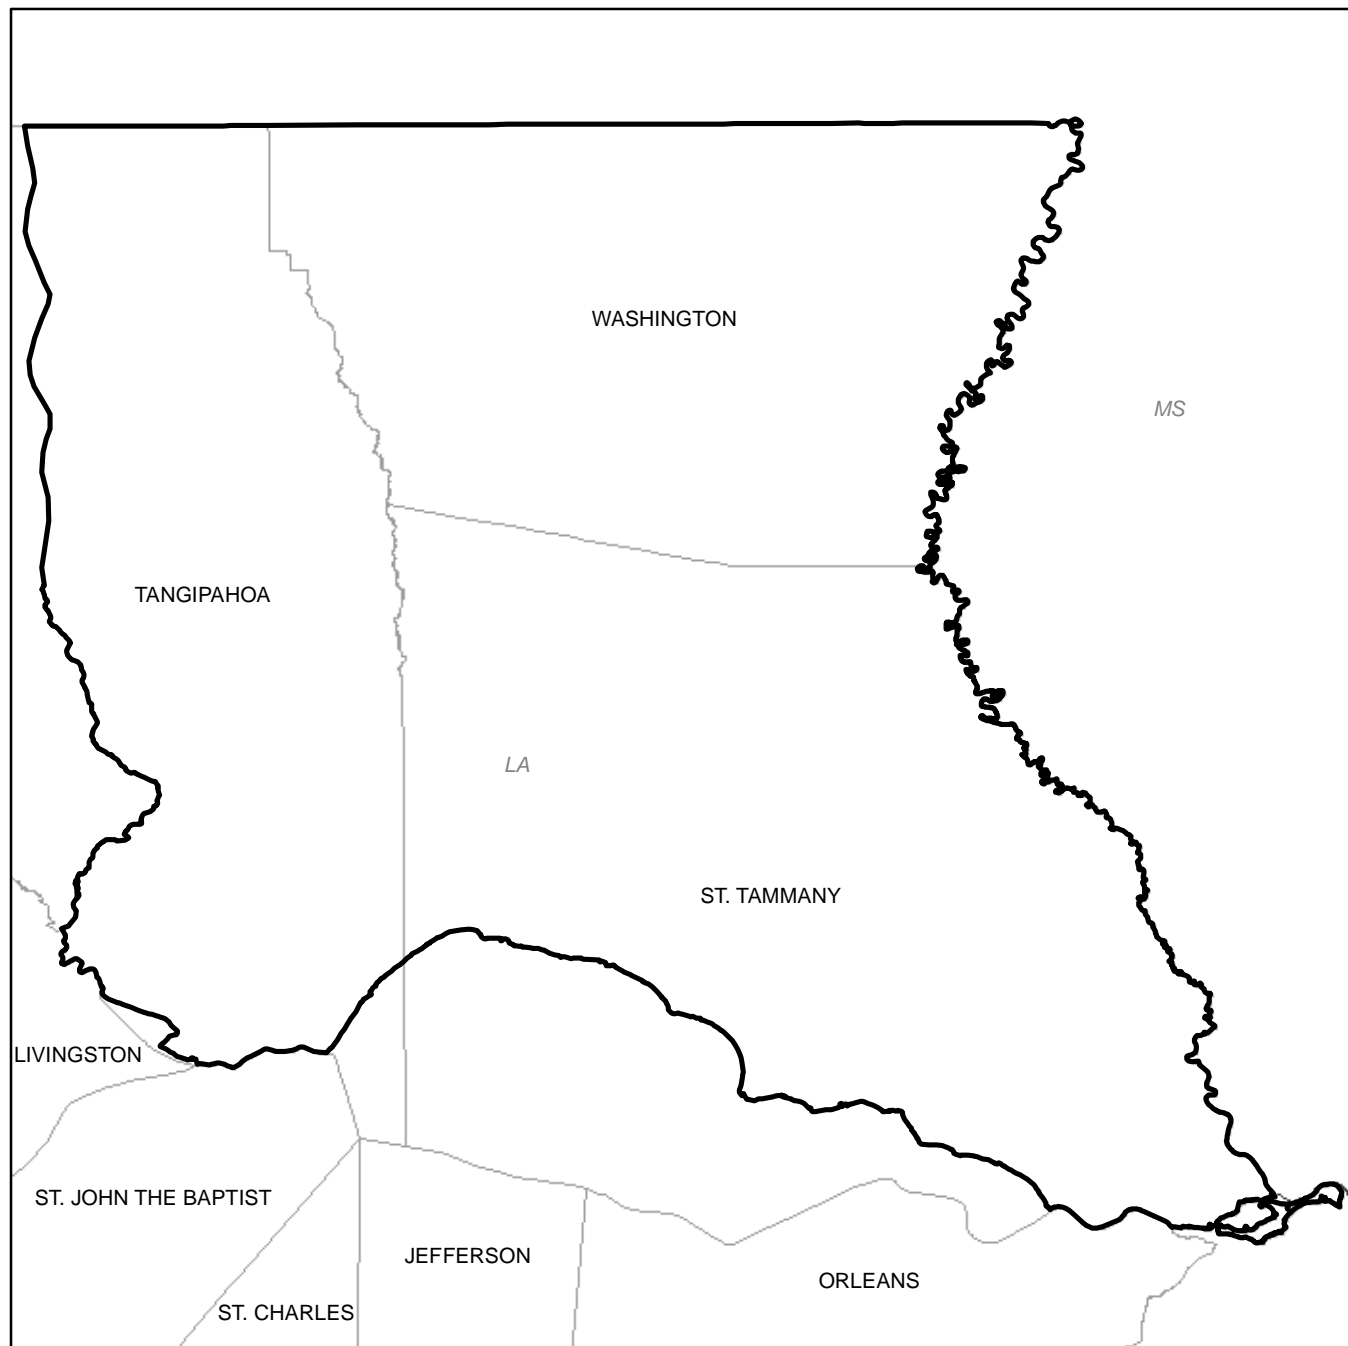 WASHINGTON
MS
TANGIPAHOA
LA
ST. TAMMANY
LIVINGSTON
ST. JOHN THE BAPTIST
JEFFERSON
ORLEANS
ST. CHARLES